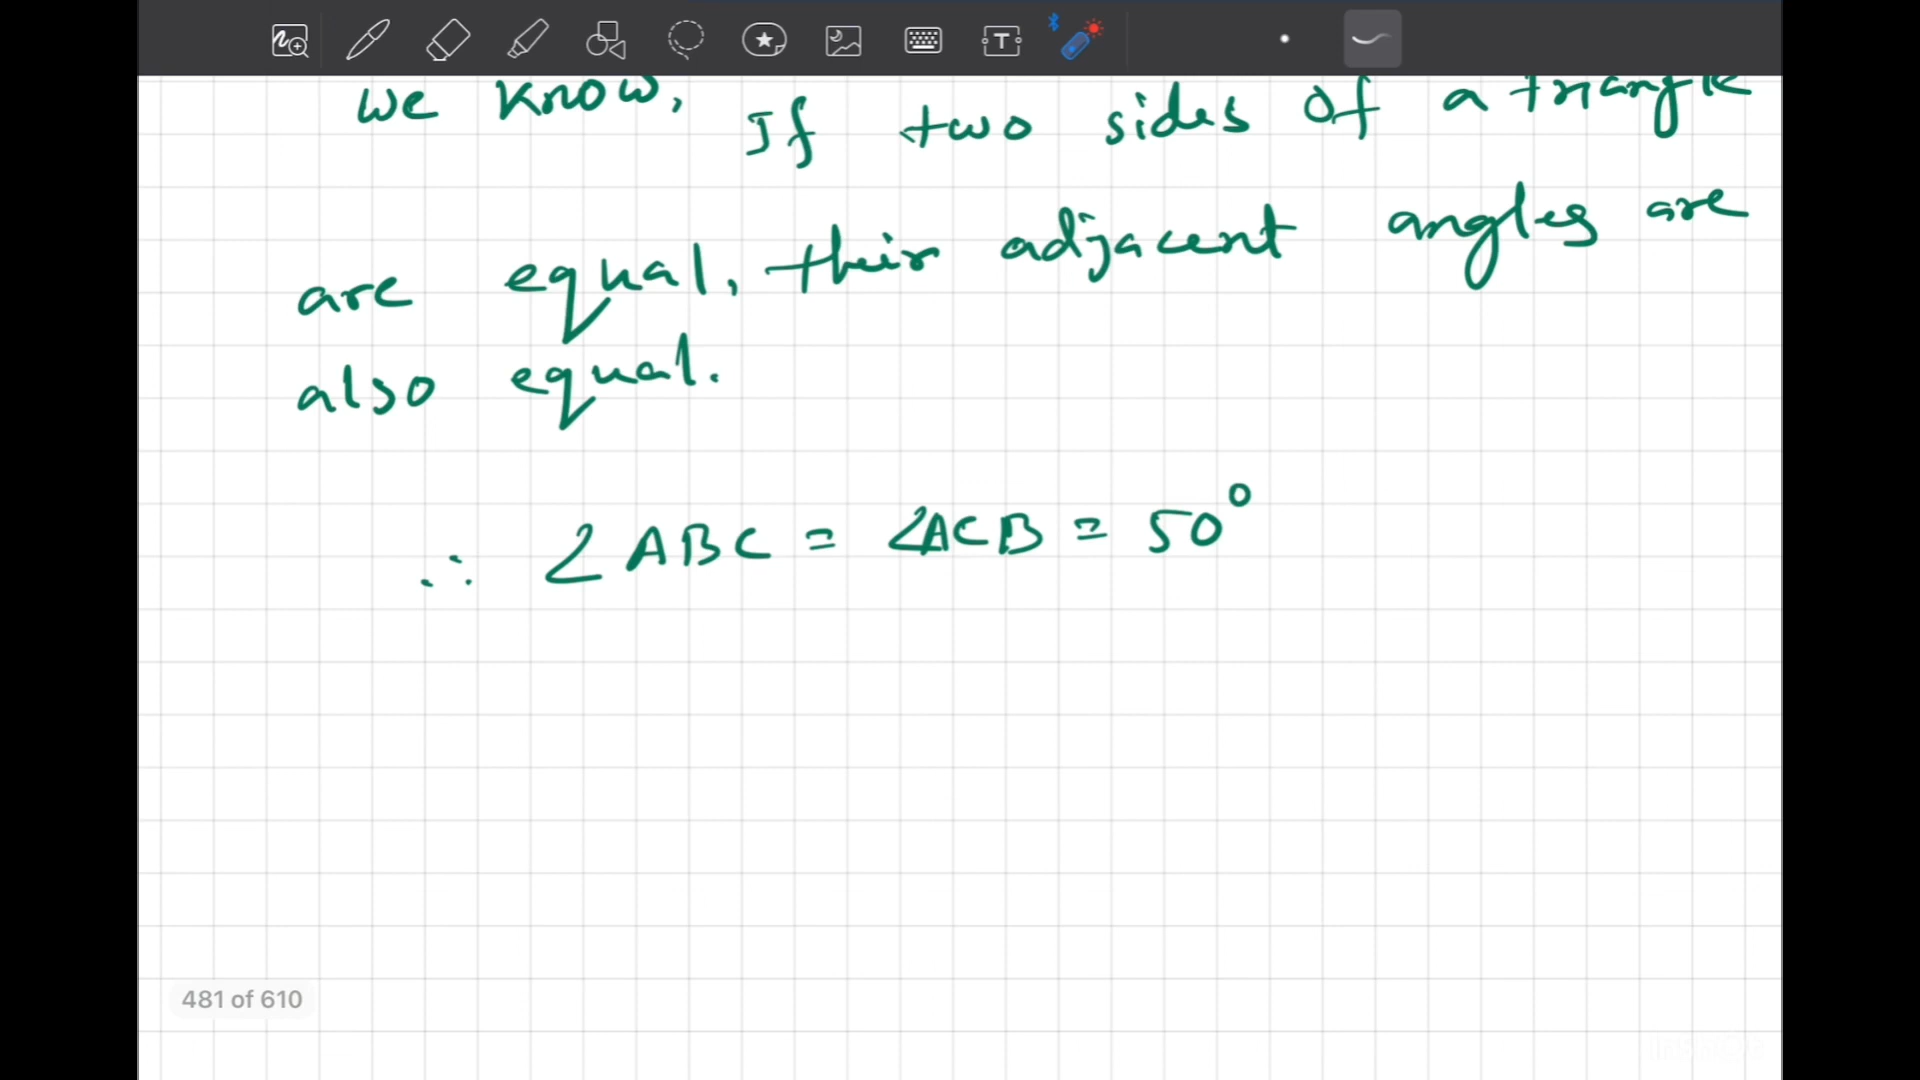 we know, If two sides of a triangle
are equal, their adjacent angles are
also equal.
∴ ∠ABC = ∠ACB = 50°
481 of 610